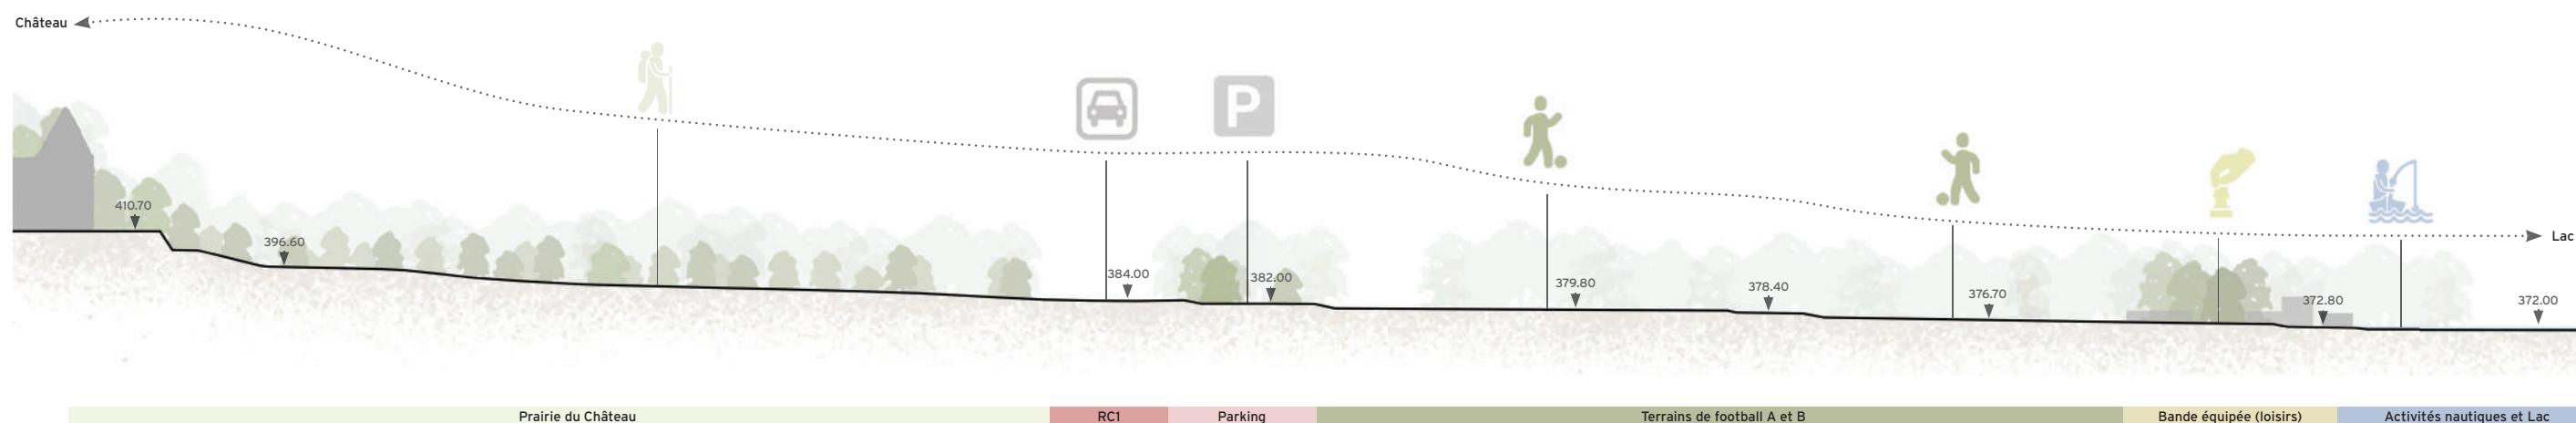 Château
P
410.70
396.60
384.00
382.00
379.80
378.40
376.70
372.80
372.00
Lac
Prairie du Château
RC1
Parking
Terrains de football A et B
Bande équipée (loisirs)
Activités nautiques et Lac